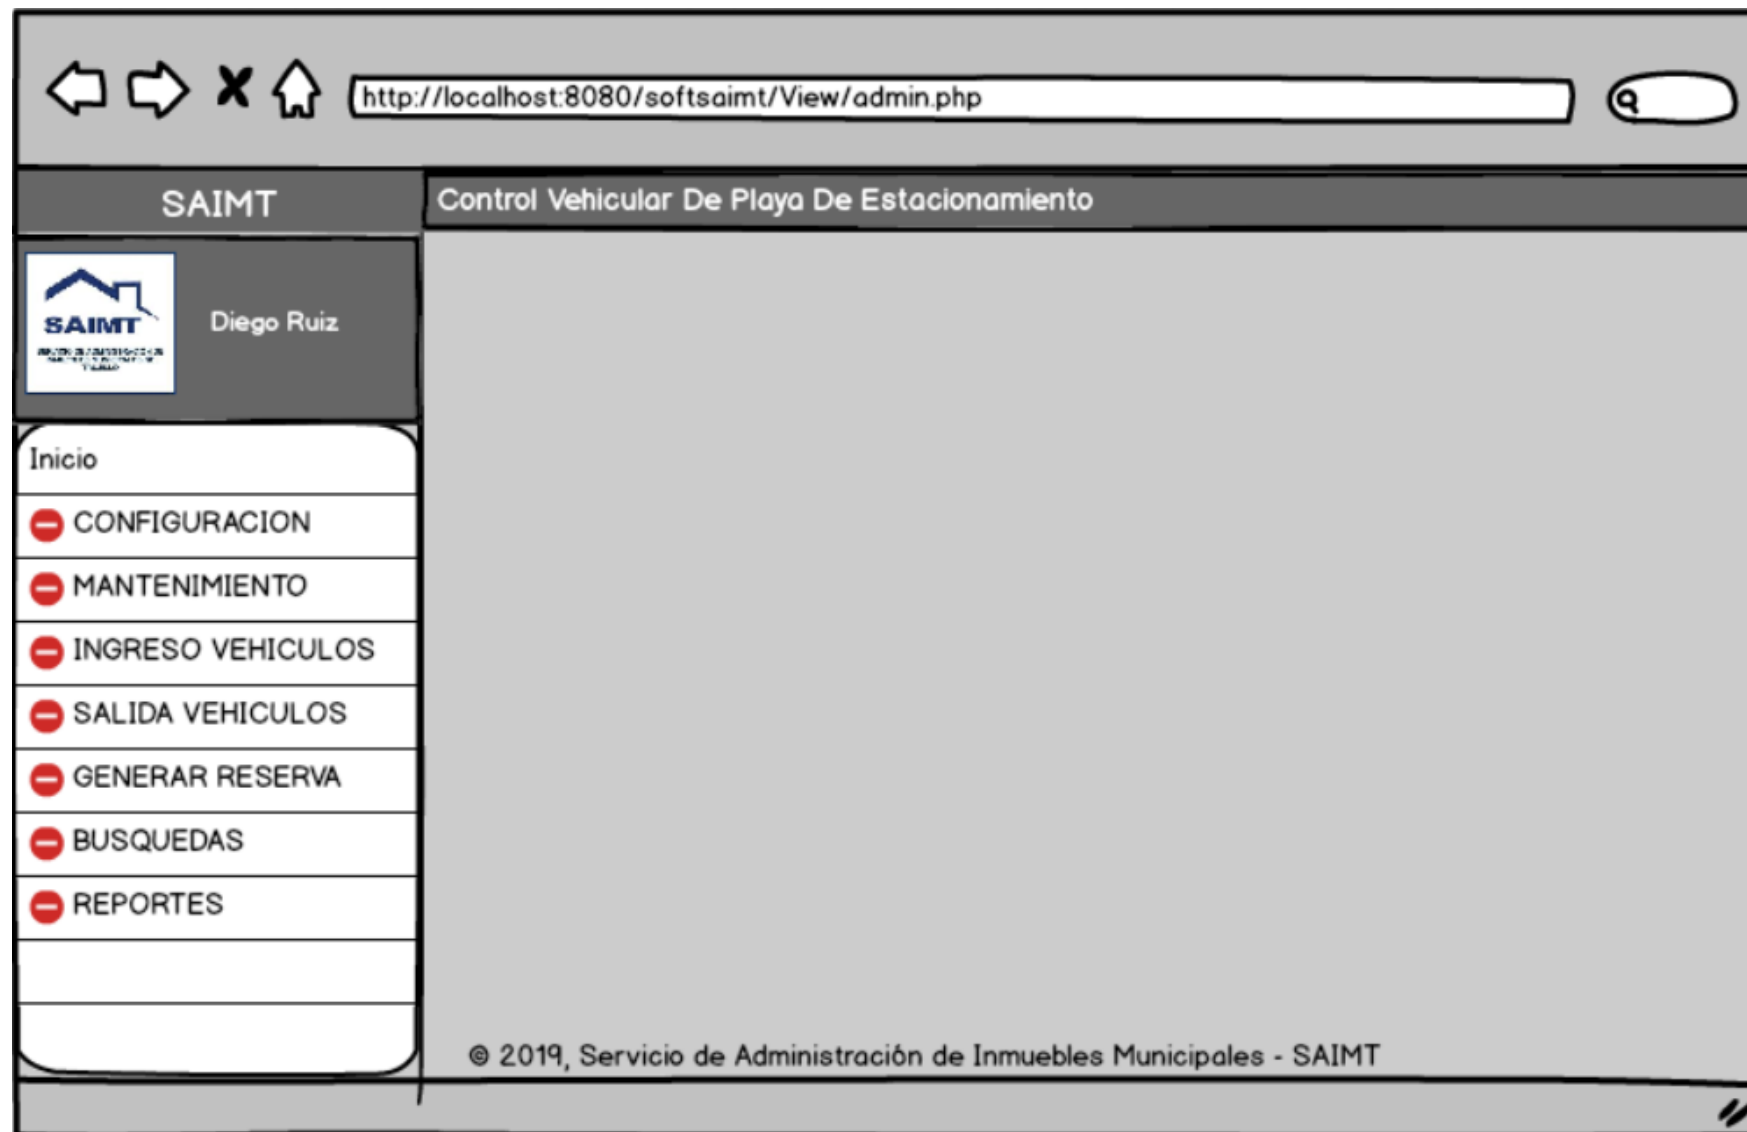 http://localhost:8080/softsaimt/View/admin.php
SAIMT
Control Vehicular De Playa De Estacionamiento
SAIMT
Diego Ruiz
Inicio
CONFIGURACION
MANTENIMIENTO
INGRESO VEHICULOS
SALIDA VEHICULOS
GENERAR RESERVA
BUSQUEDAS
REPORTES
© 2019, Servicio de Administración de Inmuebles Municipales - SAIMT